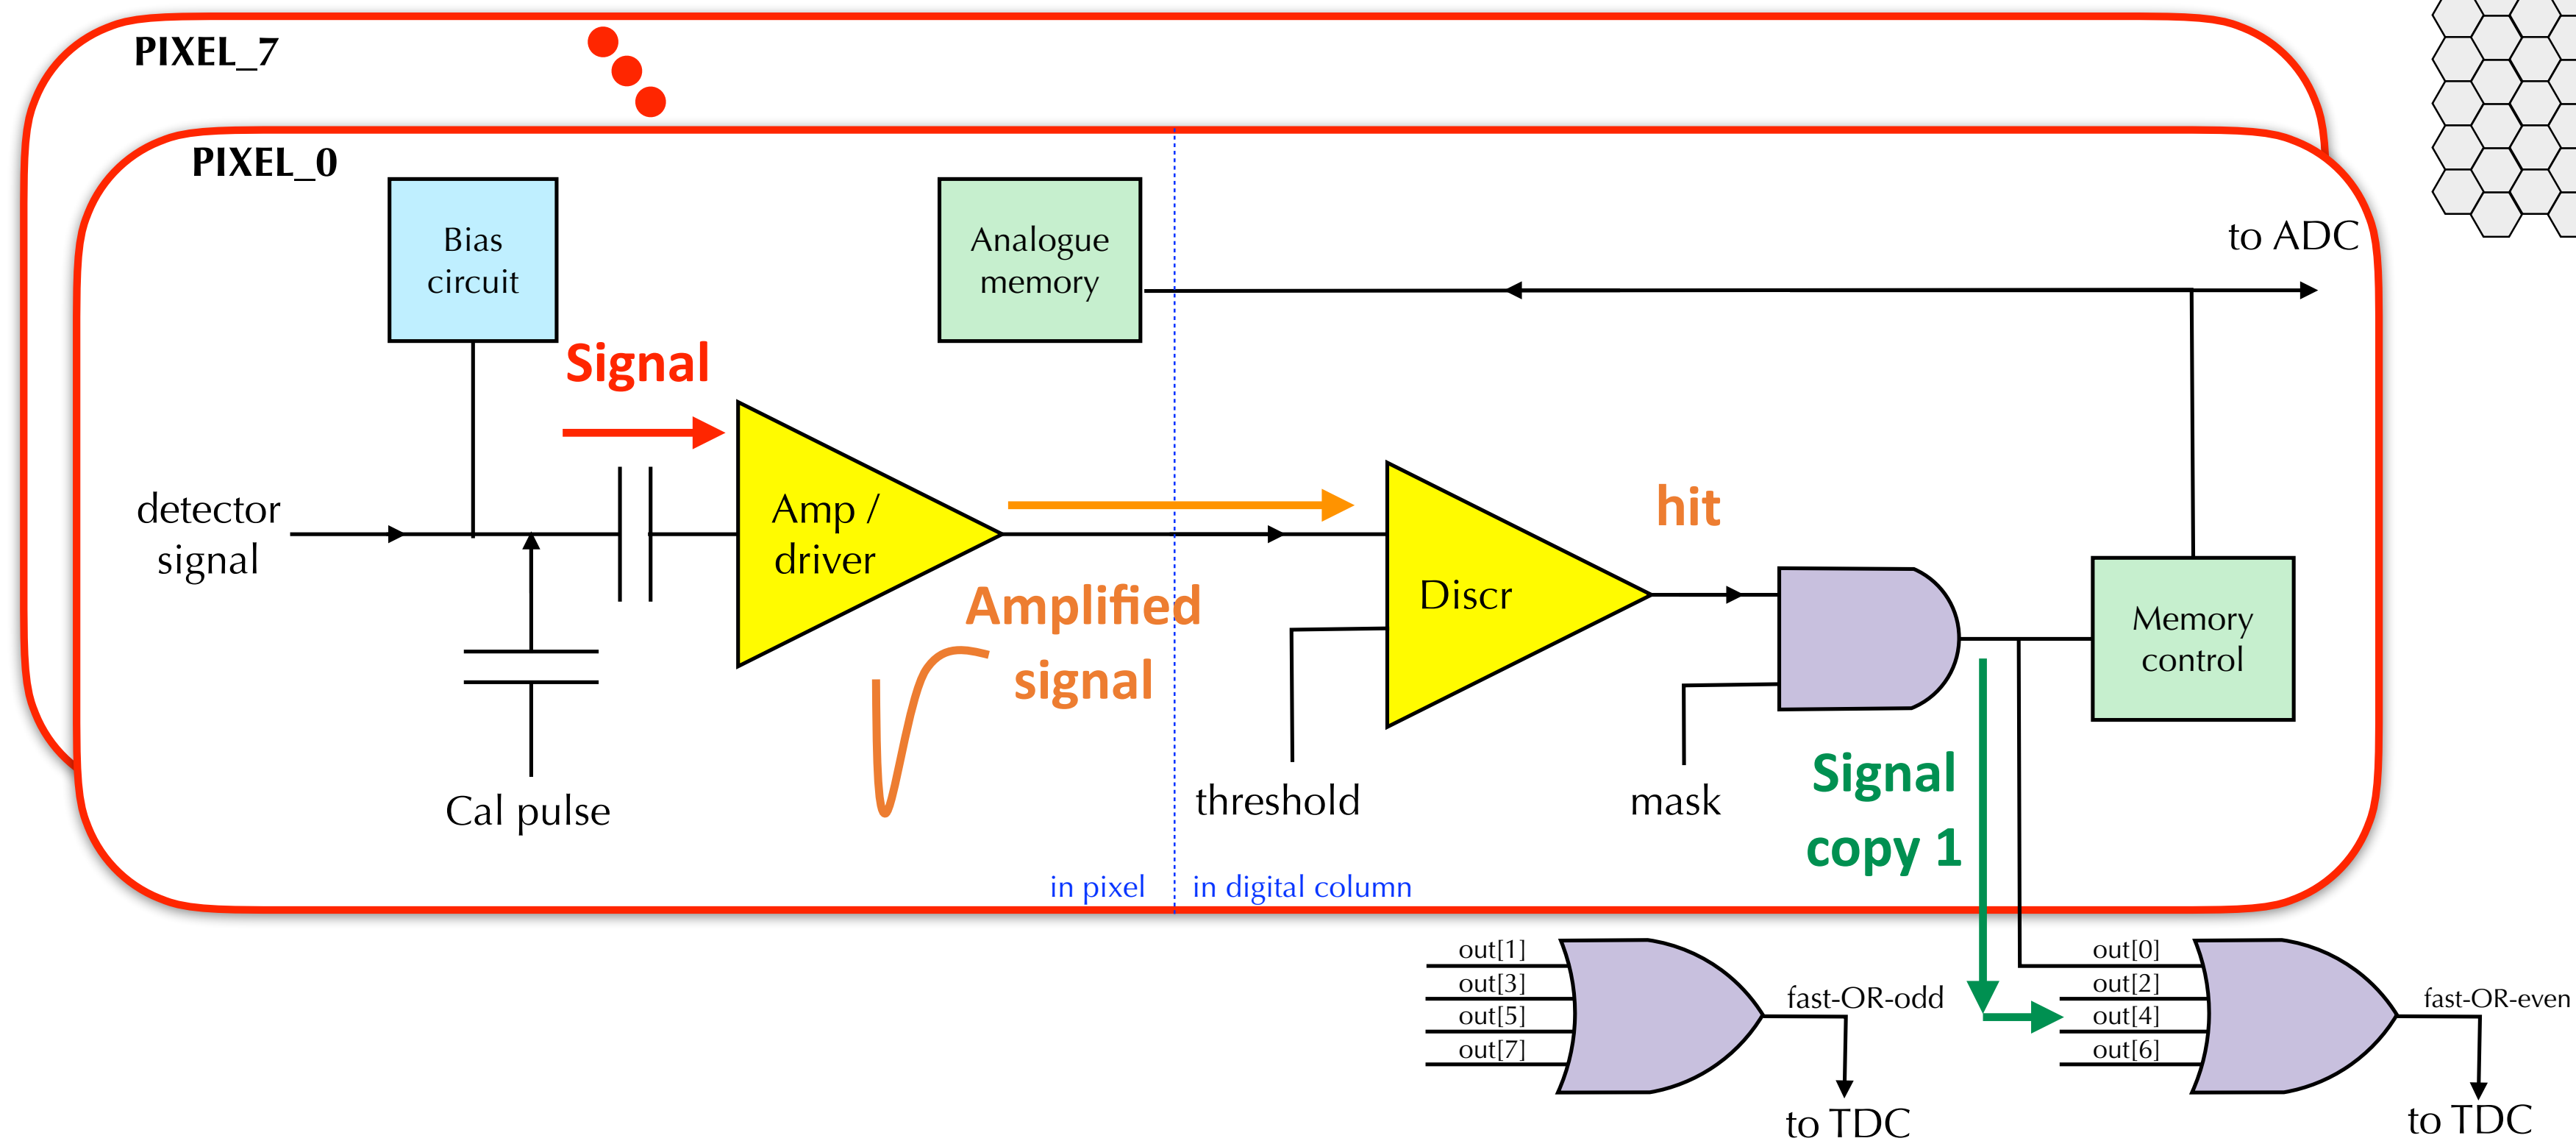 PIXEL_7
PIXEL_0
Bias
circuit
Analogue
memory
to ADC
Signal
detector
signal
Amp /
driver
hit
Amplified
signal
Discr
Memory
control
Signal
copy 1
Cal pulse
threshold
mask
in pixel
in digital column
out[1]
out[3]
out[5]
out[7]
fast-OR-odd
to TDC
out[0]
out[2]
out[4]
out[6]
fast-OR-even
to TDC